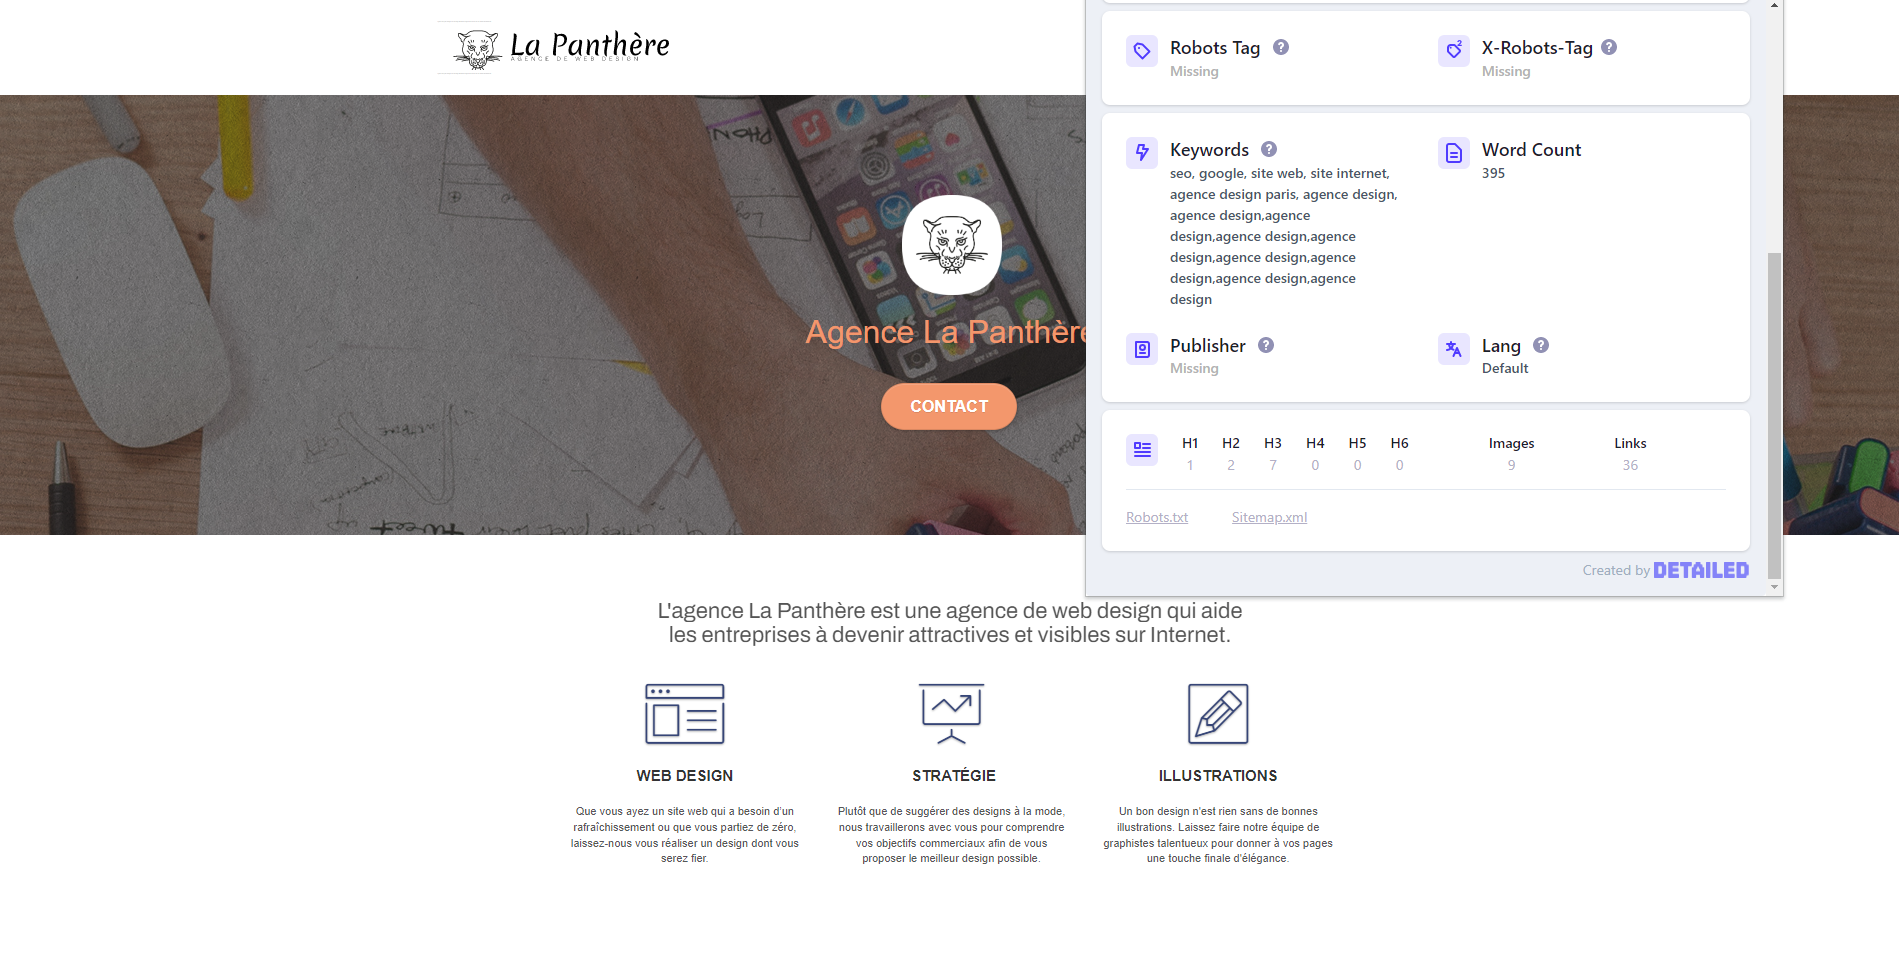 La Panthère
AGENCE DE WEB DESIGN
Agence La Panthère
CONTACT
Robots Tag ?
Missing
X-Robots-Tag ?
Missing
Keywords ?
seo, google, site web, site internet,
agence design paris, agence design,
agence design,agence
design,agence design,agence
design,agence design,agence
design,agence design,agence
design
Word Count
395
Publisher ?
Missing
Lang ?
Default
H1 H2 H3 H4 H5 H6 Images Links
1 2 7 0 0 0 9 36
Robots.txt Sitemap.xml
Created by DETAILED
L'agence La Panthère est une agence de web design qui aide
les entreprises à devenir attractives et visibles sur Internet.
WEB DESIGN
Que vous ayez un site web qui a besoin d'un
rafraîchissement ou que vous partiez de zéro,
laissez-nous vous réaliser un design dont vous
serez fier.
STRATÉGIE
Plutôt que de suggérer des designs à la mode,
nous travaillerons avec vous pour comprendre
vos objectifs commerciaux afin de vous
proposer le meilleur design possible.
ILLUSTRATIONS
Un bon design n'est rien sans de bonnes
illustrations. Laissez faire notre équipe de
graphistes talentueux pour donner à vos pages
une touche finale d'élégance.